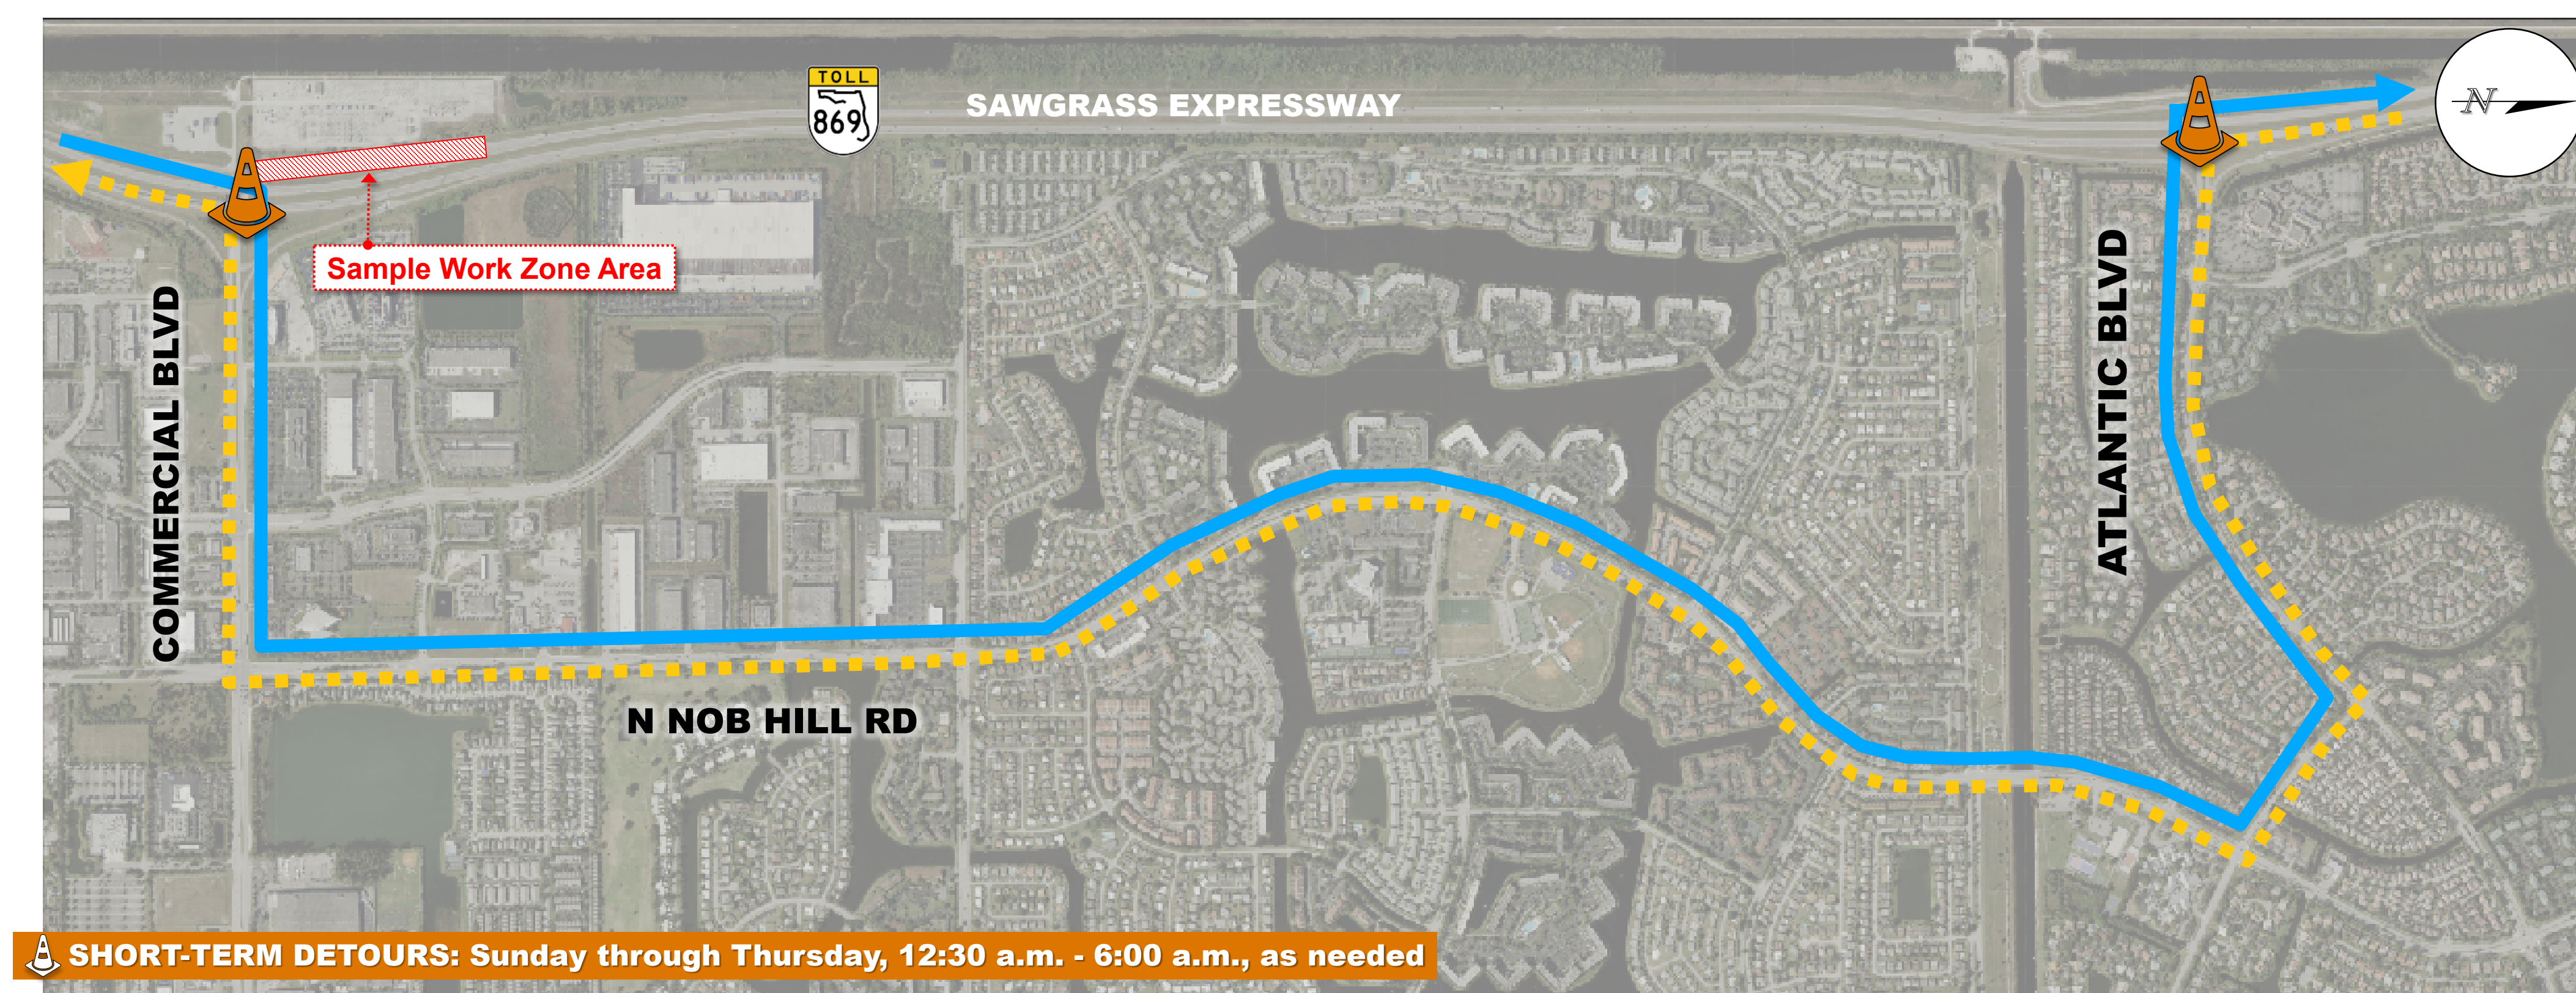 TOLL
869
SAWGRASS EXPRESSWAY
N
Sample Work Zone Area
COMMERCIAL BLVD
ATLANTIC BLVD
N NOB HILL RD
SHORT-TERM DETOURS: Sunday through Thursday, 12:30 a.m. - 6:00 a.m., as needed